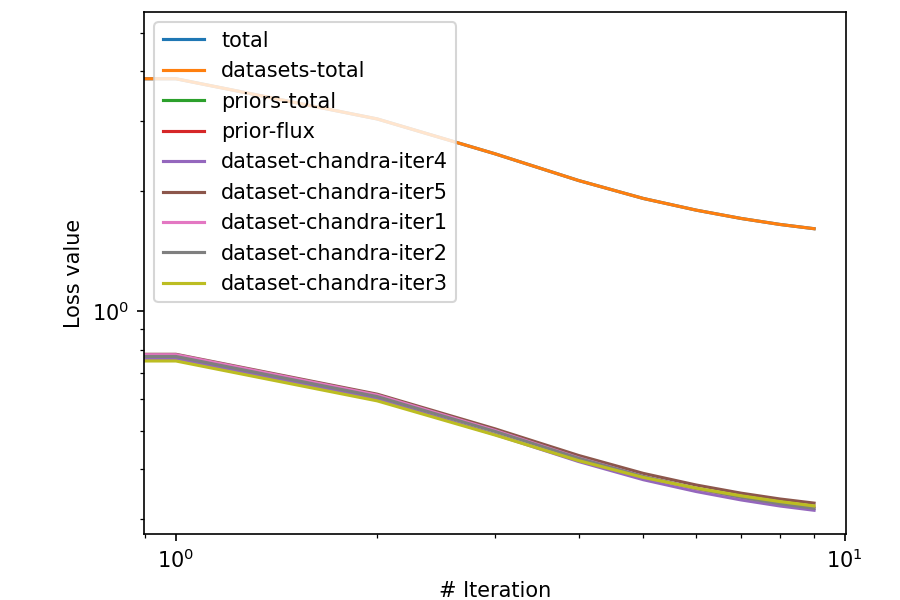 total
datasets-total
priors-total
prior-flux
dataset-chandra-iter4
dataset-chandra-iter5
dataset-chandra-iter1
dataset-chandra-iter2
dataset-chandra-iter3
Loss value
10⁰
10⁰ 10¹
# Iteration